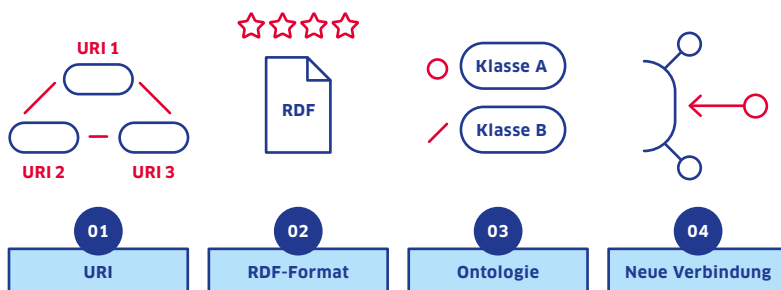 URI 1
URI 2
URI 3
01
URI
RDF
02
RDF-Format
Klasse A
Klasse B
03
Ontologie
04
Neue Verbindung